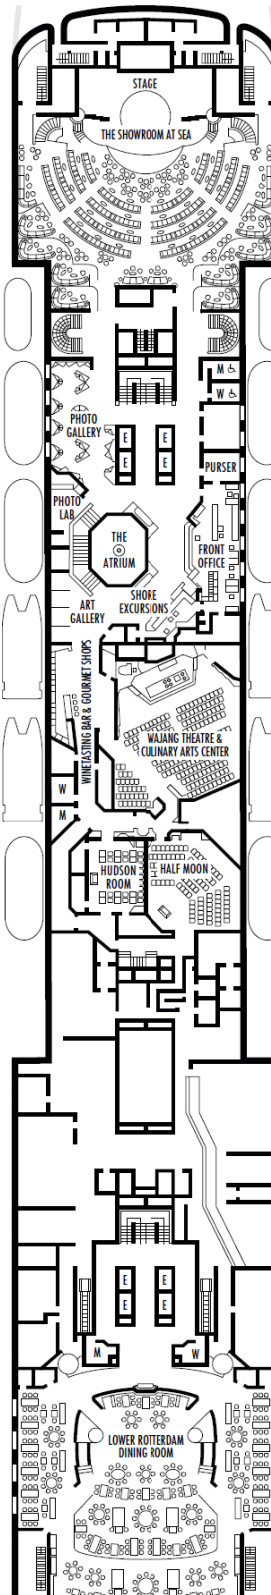 STAGE
THE SHOWROOM AT SEA
M ♿
W ♿
PHOTO
GALLERY
E E
E E
PURSER
PHOTO
LAB
THE
ATRIUM
FRONT
OFFICE
ART
GALLERY
SHORE
EXCURSIONS
WINETASTING BAR & GOURMET SHOPS
WAJANG THEATRE &
CULINARY ARTS CENTER
W
M
HUDSON
ROOM
HALF MOON
E E
E E
M
W
LOWER ROTTERDAM
DINING ROOM